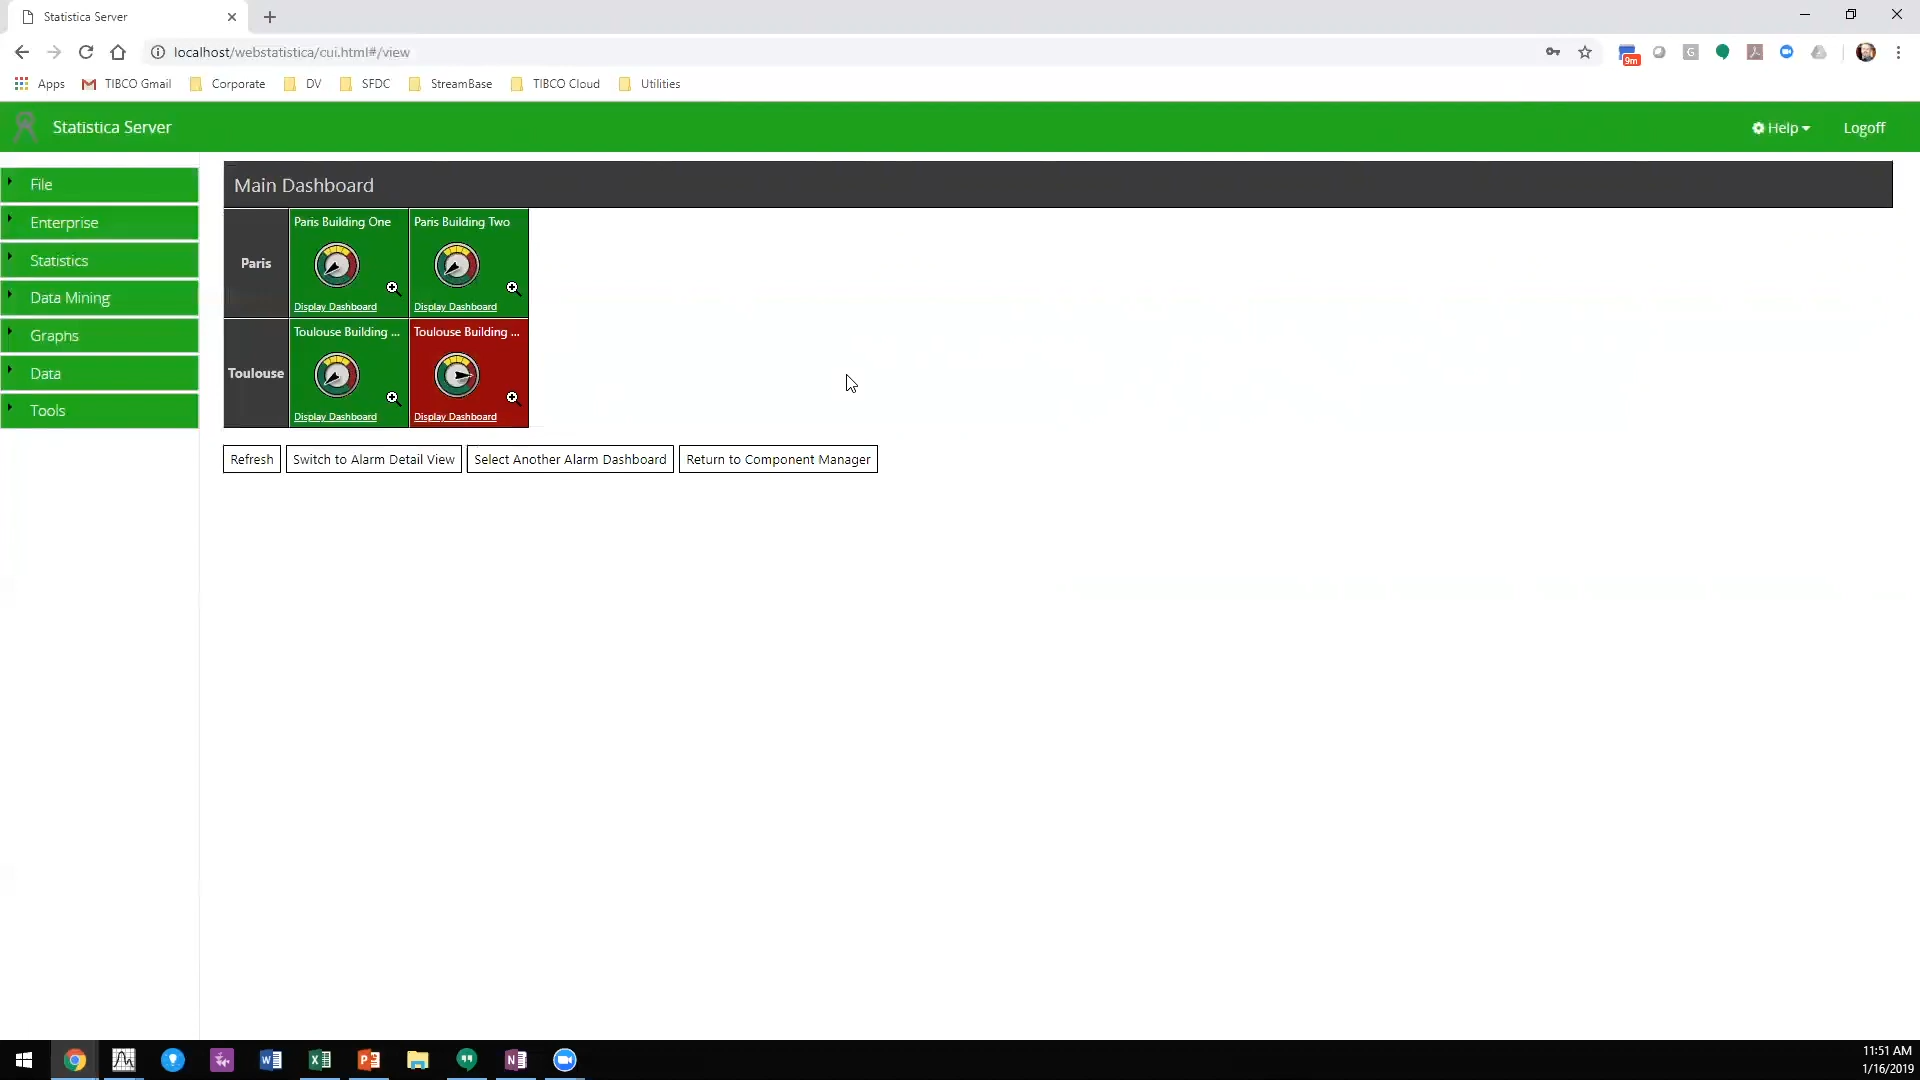 Statistica Server
localhost/webstatistica/cui.html#/view
9m
G
Apps
TIBCO Gmail
Corporate
DV
SFDC
StreamBase
TIBCO Cloud
Utilities
Statistica Server
Help
Logoff
File
Enterprise
Statistics
Data Mining
Graphs
Data
Tools
Main Dashboard
Paris
Paris Building One
Display Dashboard
Paris Building Two
Display Dashboard
Toulouse
Toulouse Building ...
Display Dashboard
Toulouse Building ...
Display Dashboard
Refresh
Switch to Alarm Detail View
Select Another Alarm Dashboard
Return to Component Manager
11:51 AM
1/16/2019